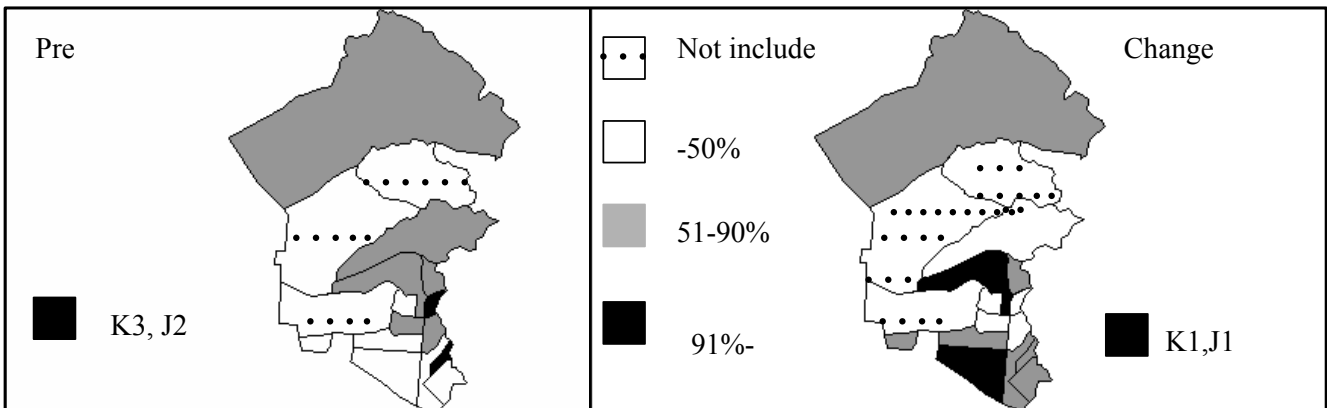 Pre
K3, J2
Not include
-50%
51-90%
91%-
Change
K1,J1